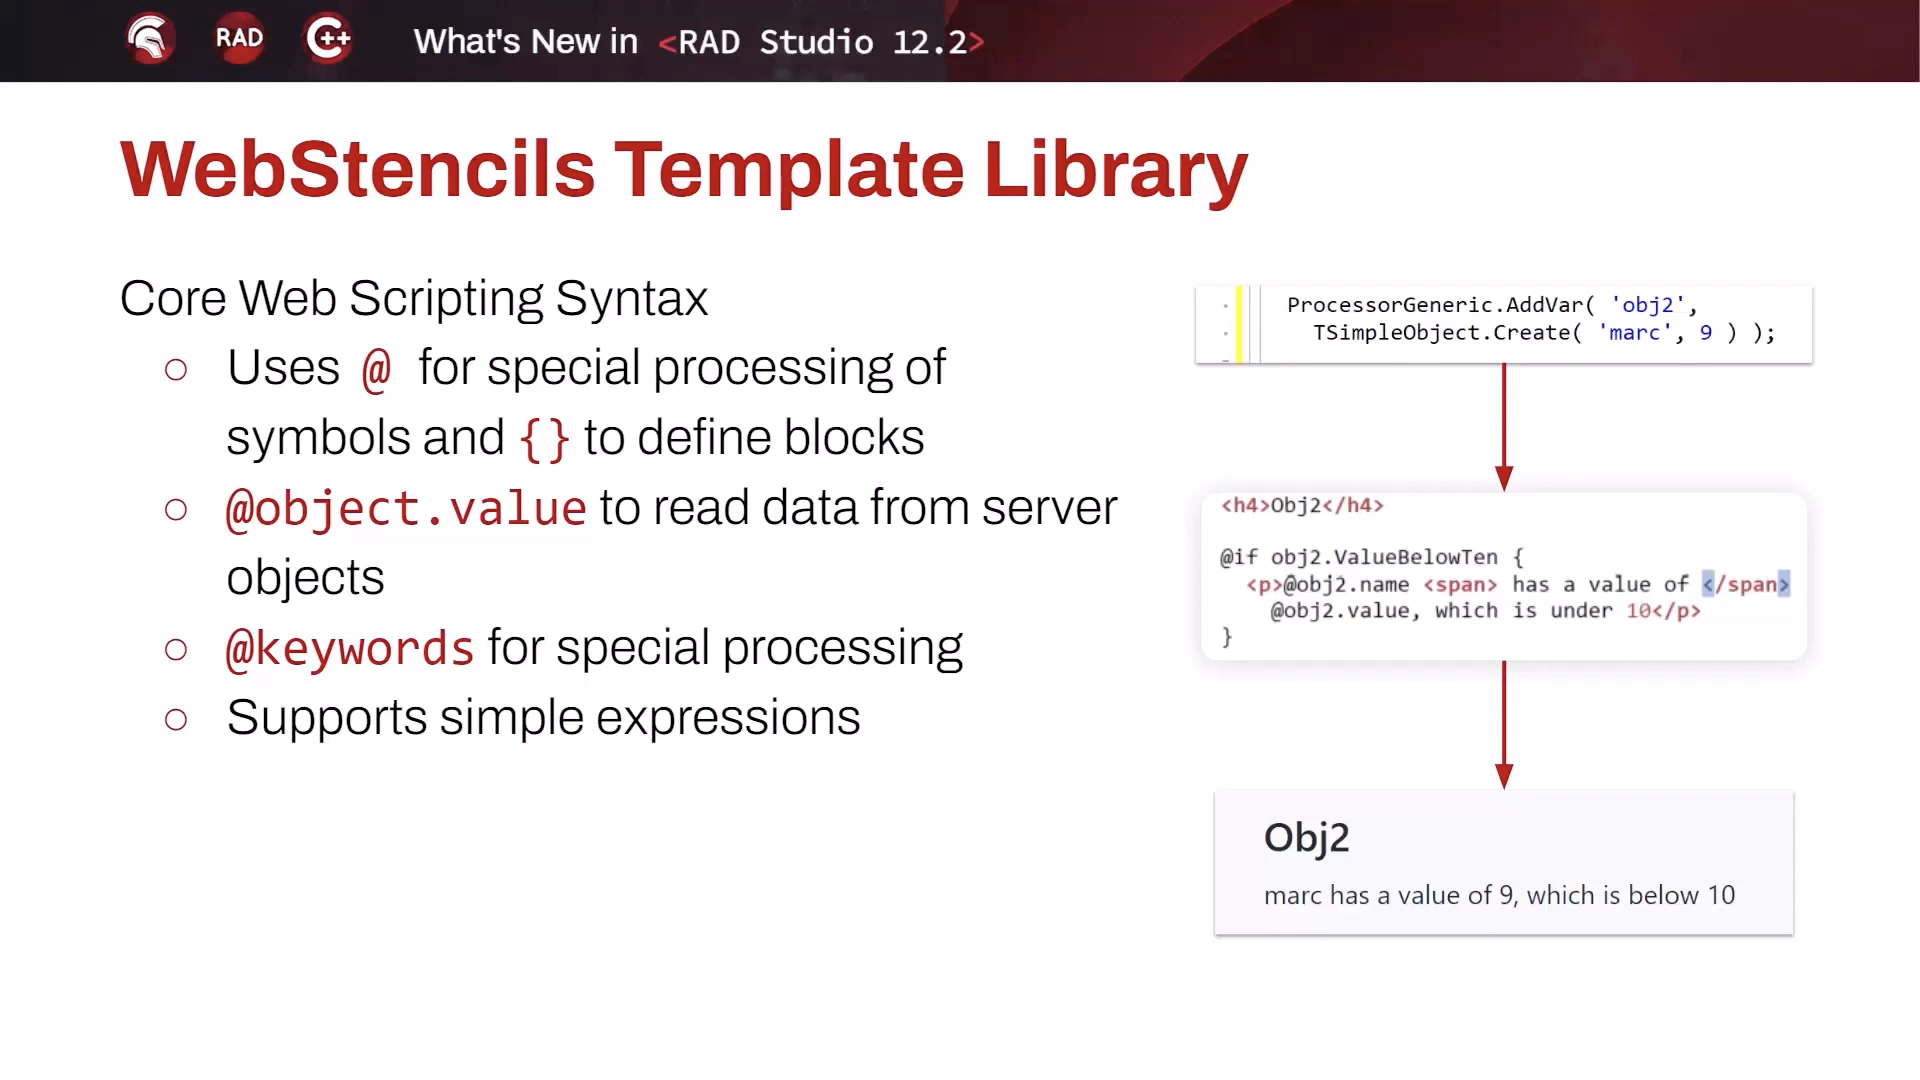 RAD C++ What's New in <RAD Studio 12.2>
WebStencils Template Library
Core Web Scripting Syntax
○ Uses @ for special processing of
symbols and {} to define blocks
○ @object.value to read data from server
objects
○ @keywords for special processing
○ Supports simple expressions
ProcessorGeneric.AddVar( 'obj2',
TSimpleObject.Create( 'marc', 9 ) );
<h4>Obj2</h4>
@if obj2.ValueBelowTen {
<p>@obj2.name <span> has a value of </span>
@obj2.value, which is under 10</p>
}
Obj2
marc has a value of 9, which is below 10